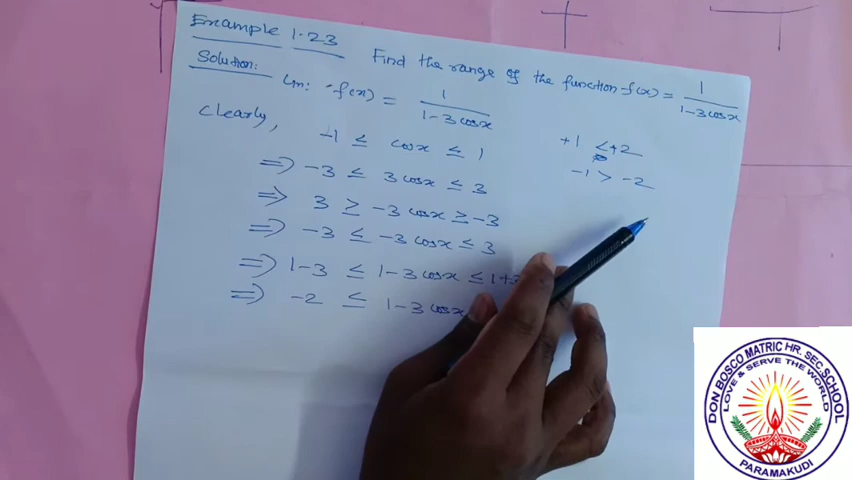 Example 1.23 Find the range of the function f(x) = 1/(1-3cosx)
Solution: Gn: f(x) = 1/(1-3cosx)
Clearly,
-1 ≤ cosx ≤ 1
⇒ -3 ≤ 3cosx ≤ 3
⇒ 3 ≥ -3cosx ≥ -3
⇒ -3 ≤ -3cosx ≤ 3
⇒ 1-3 ≤ 1-3cosx ≤ 1+3
⇒ -2 ≤ 1-3cosx
+1 < +2
-1 > -2
DON BOSCO MATRIC HR. SEC. SCHOOL
LOVE & SERVE THE WORLD
PARAMAKUDI